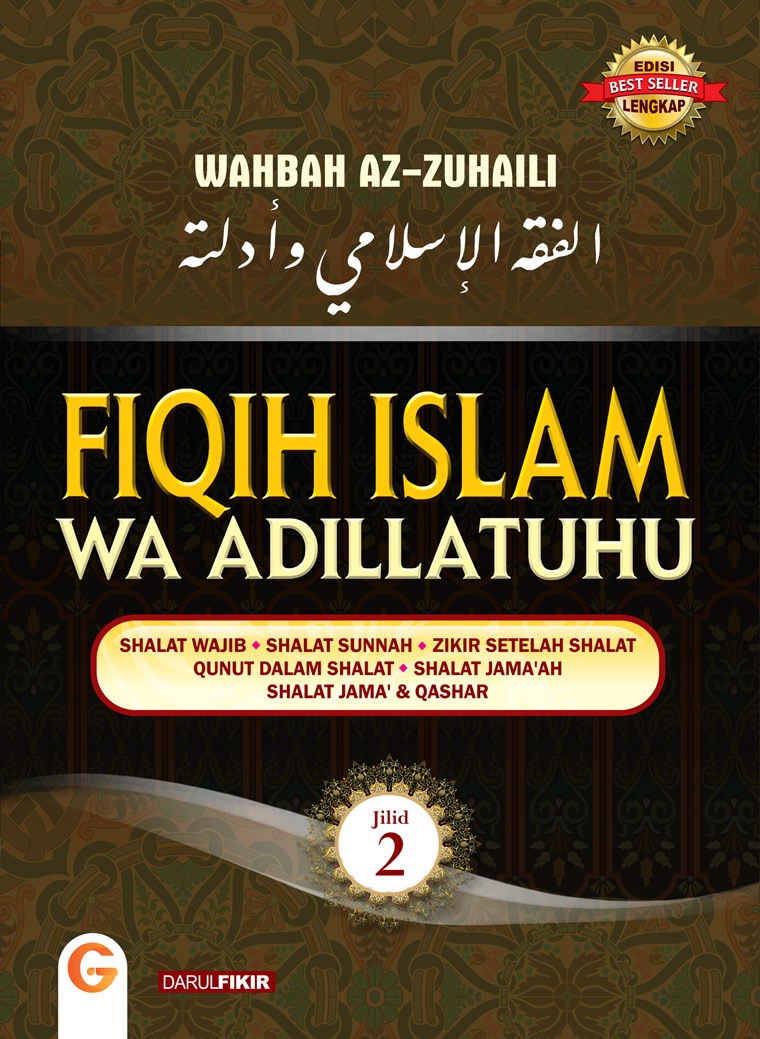 EDISI
BEST SELLER
LENGKAP
WAHBAH AZ-ZUHAILI
الفقه الإسلامي وأدلته
FIQIH ISLAM
WA ADILLATUHU
SHALAT WAJIB • SHALAT SUNNAH • ZIKIR SETELAH SHALAT
QUNUT DALAM SHALAT • SHALAT JAMA'AH
SHALAT JAMA' & QASHAR
Jilid
2
G
DARULFIKIR